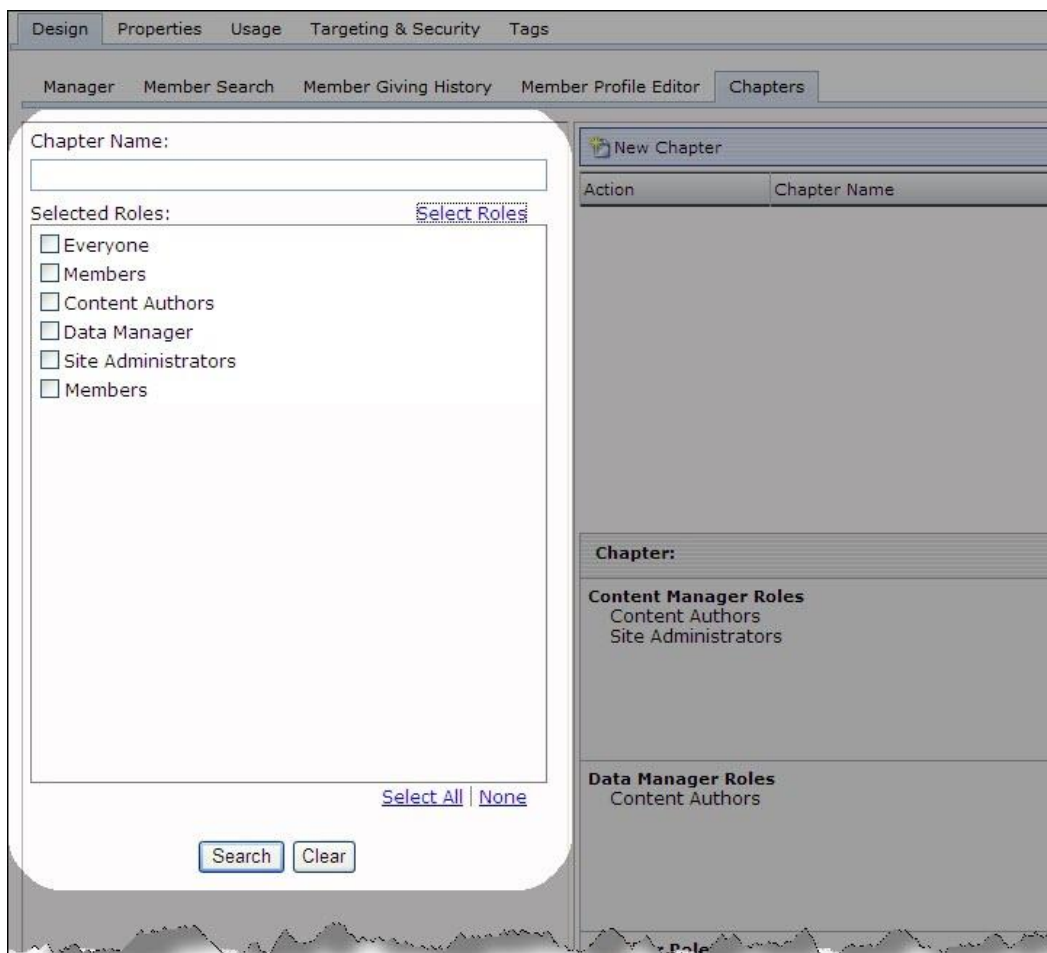 Design Properties Usage Targeting & Security Tags
Manager Member Search Member Giving History Member Profile Editor Chapters
Chapter Name:
Selected Roles: Select Roles
Everyone
Members
Content Authors
Data Manager
Site Administrators
Members
Select All | None
Search Clear
New Chapter
Action Chapter Name
Chapter:
Content Manager Roles
Content Authors
Site Administrators
Data Manager Roles
Content Authors